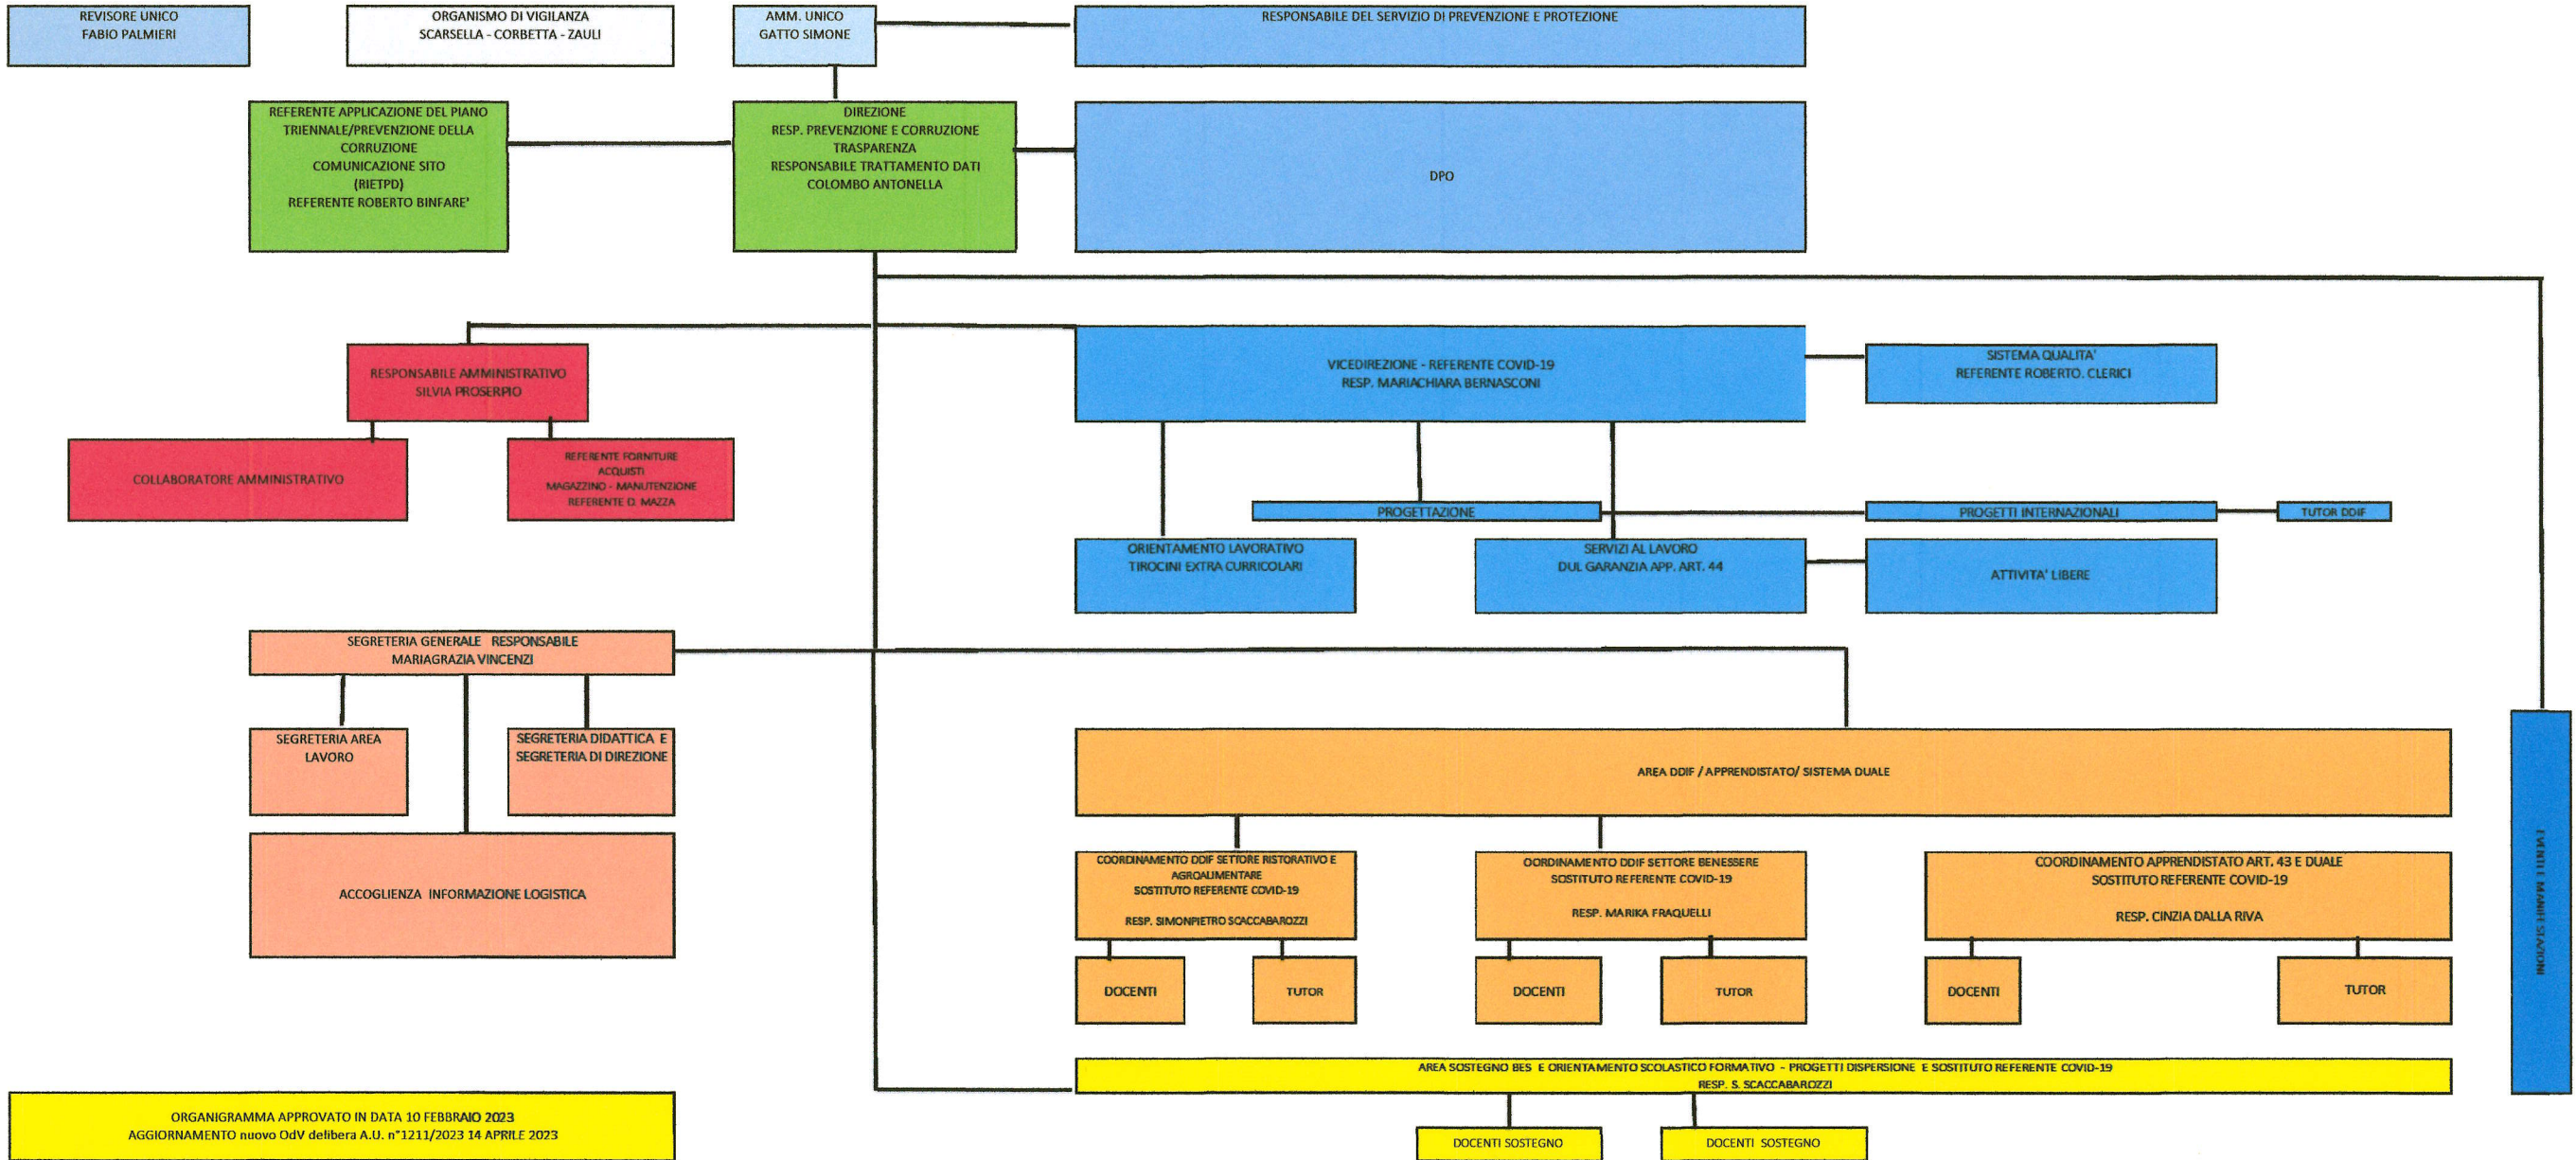 REVISORE UNICO
FABIO PALMIERI
ORGANISMO DI VIGILANZA
SCARSELLA - CORBETTA - ZAULI
AMM. UNICO
GATTO SIMONE
RESPONSABILE DEL SERVIZIO DI PREVENZIONE E PROTEZIONE
REFERENTE APPLICAZIONE DEL PIANO
TRIENNALE/PREVENZIONE DELLA
CORRUZIONE
COMUNICAZIONE SITO
(RIETPD)
REFERENTE ROBERTO BINFARE'
DIREZIONE
RESP. PREVENZIONE E CORRUZIONE
TRASPARENZA
RESPONSABILE TRATTAMENTO DATI
COLOMBO ANTONELLA
DPO
RESPONSABILE AMMINISTRATIVO
SILVIA PROSERPIO
VICEDIREZIONE - REFERENTE COVID-19
RESP. MARIACHIARA BERNASCONI
SISTEMA QUALITA'
REFERENTE ROBERTO. CLERICI
COLLABORATORE AMMINISTRATIVO
REFERENTE FORNITURE
ACQUISTI
MAGAZZINO - MANUTENZIONE
REFERENTE D. MAZZA
PROGETTAZIONE
PROGETTI INTERNAZIONALI
TUTOR DDIF
ORIENTAMENTO LAVORATIVO
TIROCINI EXTRA CURRICOLARI
SERVIZI AL LAVORO
DUL GARANZIA APP. ART. 44
ATTIVITA' LIBERE
SEGRETERIA GENERALE RESPONSABILE
MARIAGRAZIA VINCENZI
SEGRETERIA AREA
LAVORO
SEGRETERIA DIDATTICA E
SEGRETERIA DI DIREZIONE
ACCOGLIENZA INFORMAZIONE LOGISTICA
AREA DDIF / APPRENDISTATO/ SISTEMA DUALE
COORDINAMENTO DDIF SETTORE RISTORATIVO E
AGROALIMENTARE
SOSTITUTO REFERENTE COVID-19
RESP. SIMONPIETRO SCACCABAROZZI
OORDINAMENTO DDIF SETTORE BENESSERE
SOSTITUTO REFERENTE COVID-19
RESP. MARIKA FRAQUELLI
COORDINAMENTO APPRENDISTATO ART. 43 E DUALE
SOSTITUTO REFERENTE COVID-19
RESP. CINZIA DALLA RIVA
DOCENTI
TUTOR
DOCENTI
TUTOR
DOCENTI
TUTOR
EVENTI E MANIFESTAZIONI
AREA SOSTEGNO BES E ORIENTAMENTO SCOLASTICO FORMATIVO - PROGETTI DISPERSIONE E SOSTITUTO REFERENTE COVID-19
RESP. S. SCACCABAROZZI
DOCENTI SOSTEGNO
DOCENTI SOSTEGNO
ORGANIGRAMMA APPROVATO IN DATA 10 FEBBRAIO 2023
AGGIORNAMENTO nuovo OdV delibera A.U. n°1211/2023 14 APRILE 2023